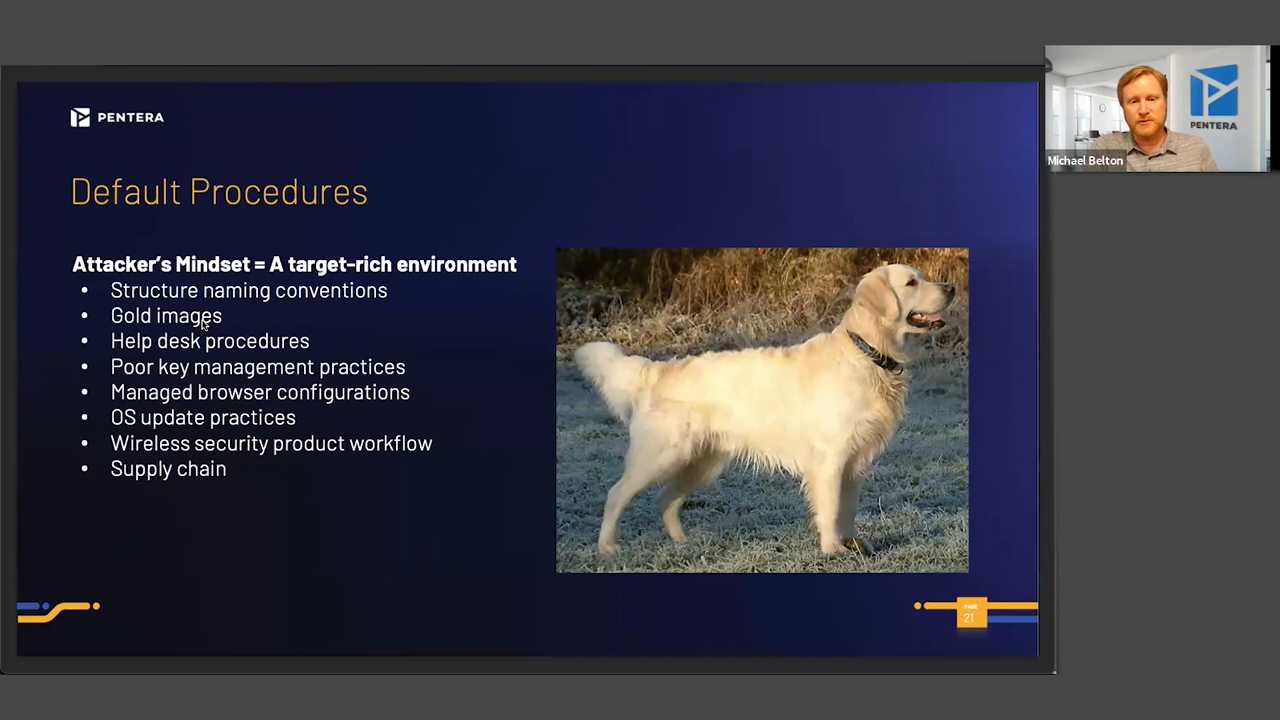 PENTERA
Default Procedures
Attacker's Mindset = A target-rich environment
• Structure naming conventions
• Gold images
• Help desk procedures
• Poor key management practices
• Managed browser configurations
• OS update practices
• Wireless security product workflow
• Supply chain
PAGE
21
PENTERA
Michael Belton